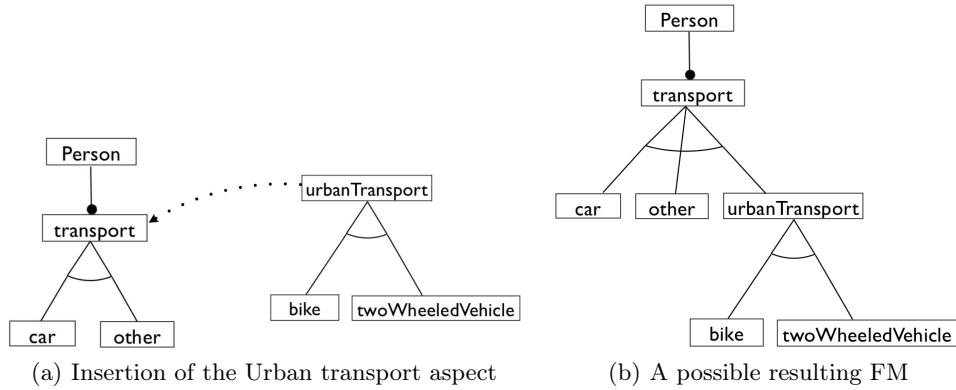 Person
transport
car
other
urbanTransport
bike
twoWheeledVehicle
(a) Insertion of the Urban transport aspect
Person
transport
car
other
urbanTransport
bike
twoWheeledVehicle
(b) A possible resulting FM